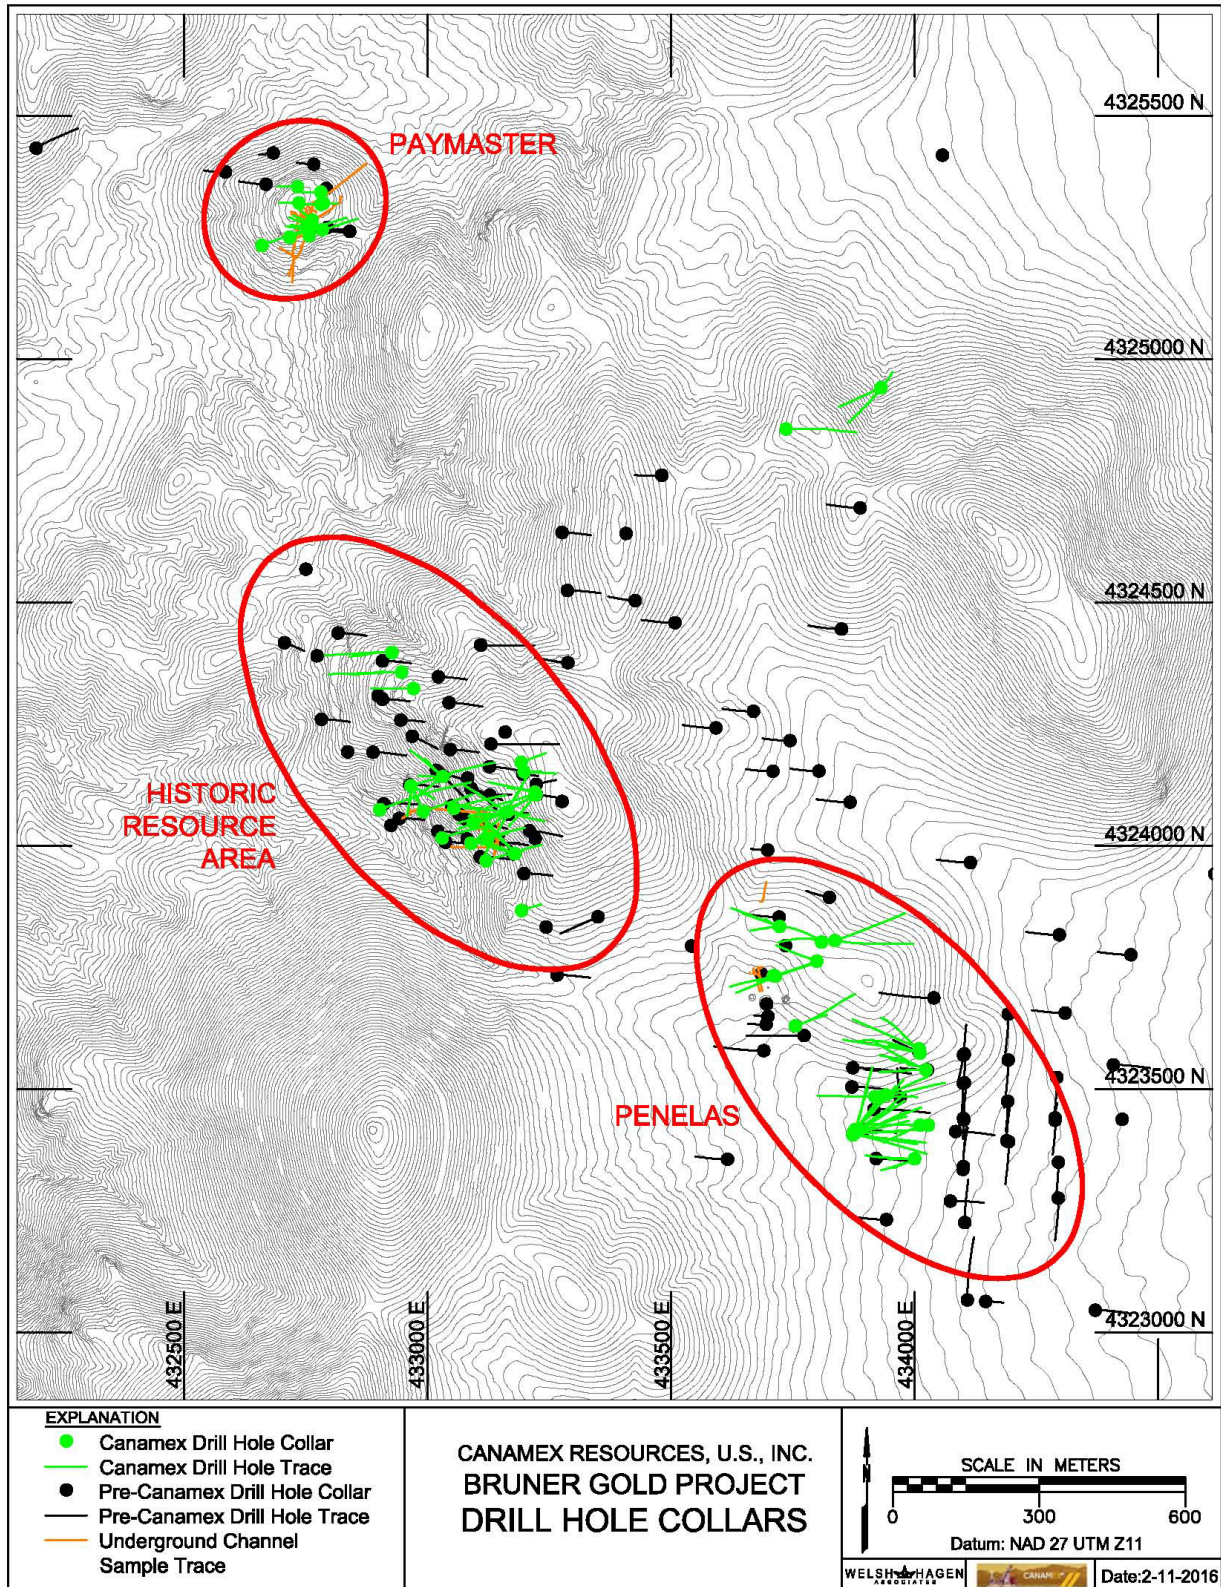 4325500 N
PAYMASTER
4325000 N
4324500 N
HISTORIC
RESOURCE
AREA
4324000 N
4323500 N
PENELAS
4323000 N
432500 E
433000 E
433500 E
434000 E
EXPLANATION
Canamex Drill Hole Collar
Canamex Drill Hole Trace
Pre-Canamex Drill Hole Collar
Pre-Canamex Drill Hole Trace
Underground Channel
Sample Trace
CANAMEX RESOURCES, U.S., INC.
BRUNER GOLD PROJECT
DRILL HOLE COLLARS
N
SCALE IN METERS
0 300 600
Datum: NAD 27 UTM Z11
WELSH HAGEN
ASSOCIATES
CANAMEX
Date:2-11-2016